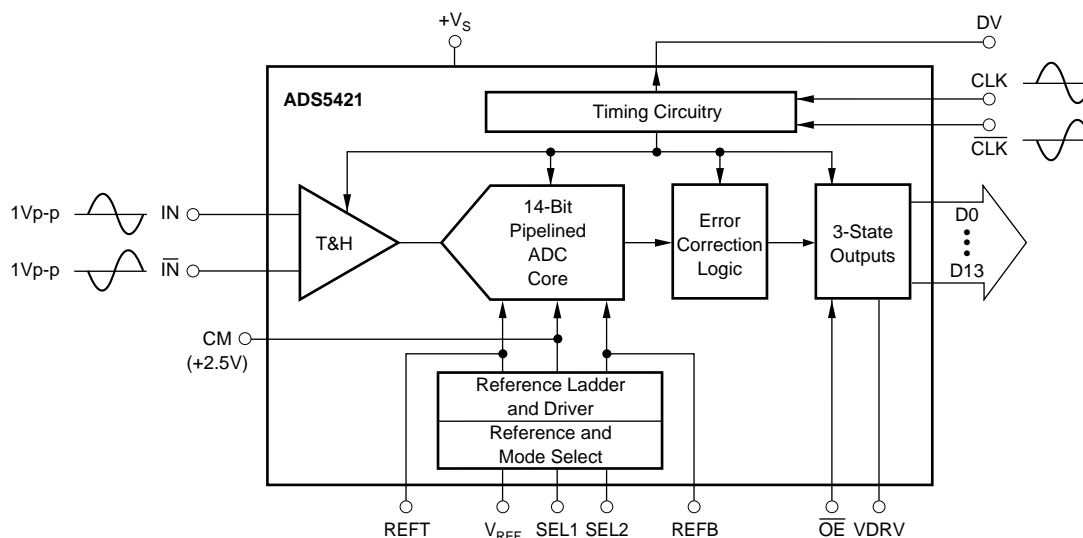 +VS
DV
ADS5421
CLK
Timing Circuitry
CLK
1Vp-p
IN
T&H
14-Bit
Pipelined
ADC
Core
Error
Correction
Logic
3-State
Outputs
D0
D13
1Vp-p
IN
CM
(+2.5V)
Reference Ladder
and Driver
Reference and
Mode Select
REFT
VREF
SEL1
SEL2
REFB
OE
VDRV